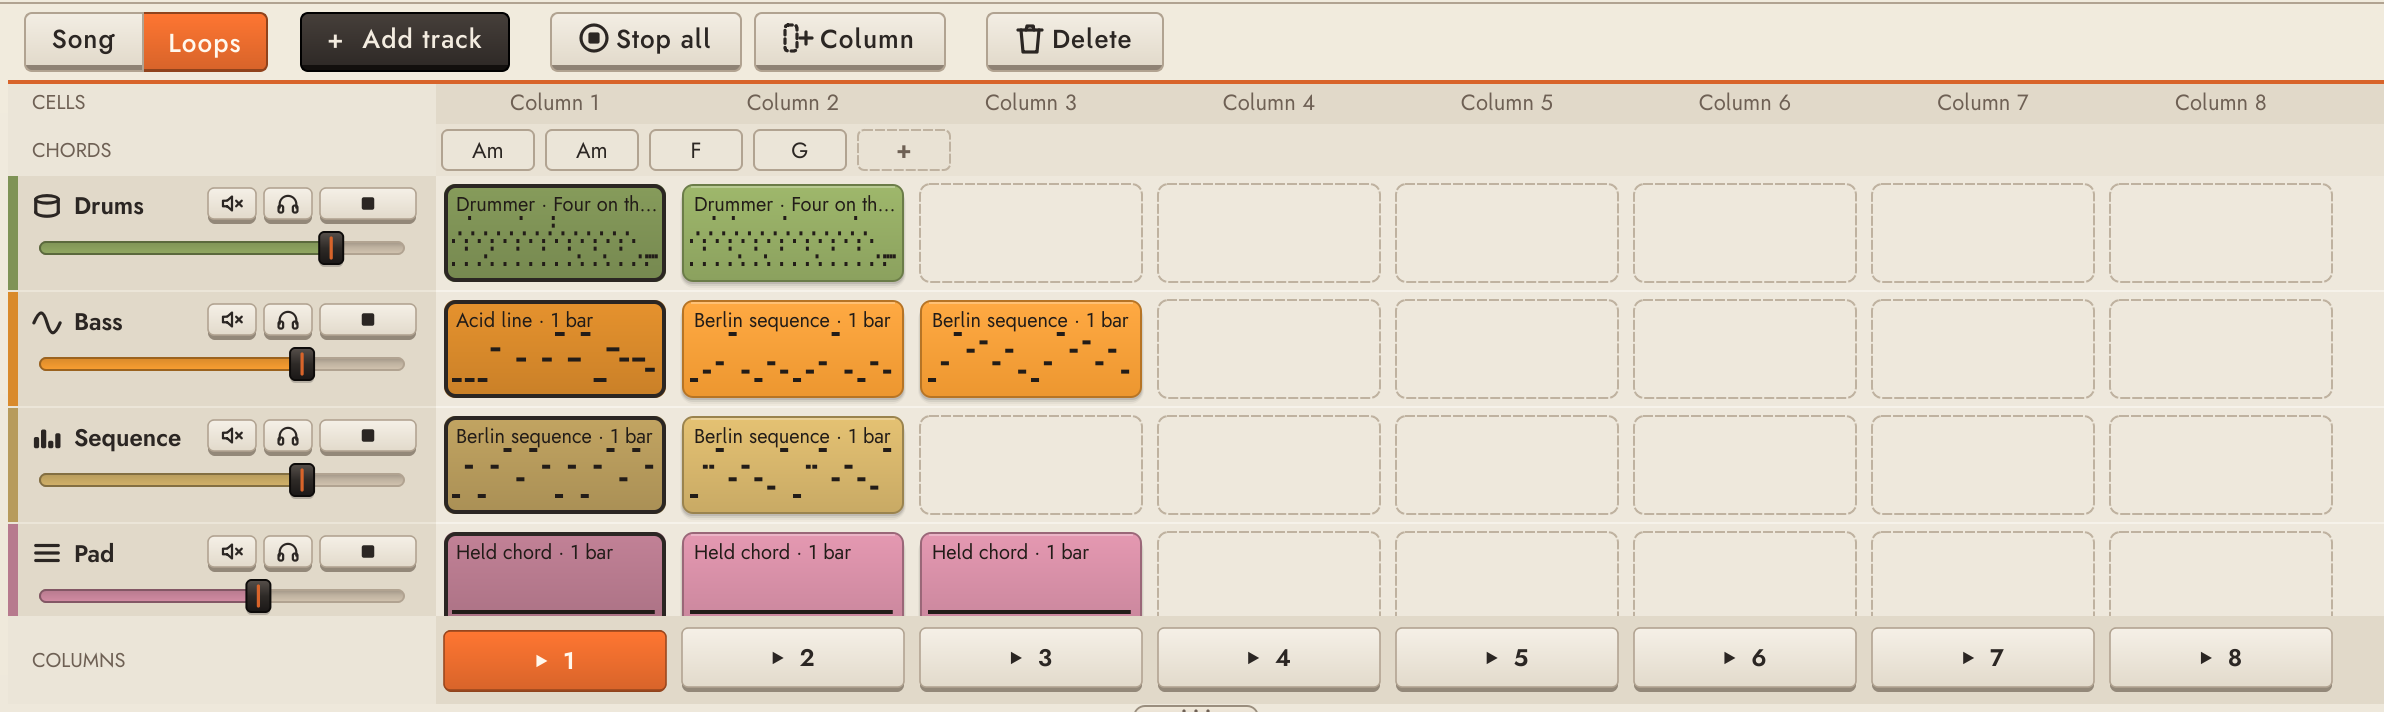 Song Loops + Add track Stop all Column Delete
CELLS Column 1 Column 2 Column 3 Column 4 Column 5 Column 6 Column 7 Column 8
CHORDS Am Am F G +
Drums Drummer · Four on th... Drummer · Four on th...
Bass Acid line · 1 bar Berlin sequence · 1 bar Berlin sequence · 1 bar
Sequence Berlin sequence · 1 bar Berlin sequence · 1 bar
Pad Held chord · 1 bar Held chord · 1 bar Held chord · 1 bar
COLUMNS 1 2 3 4 5 6 7 8